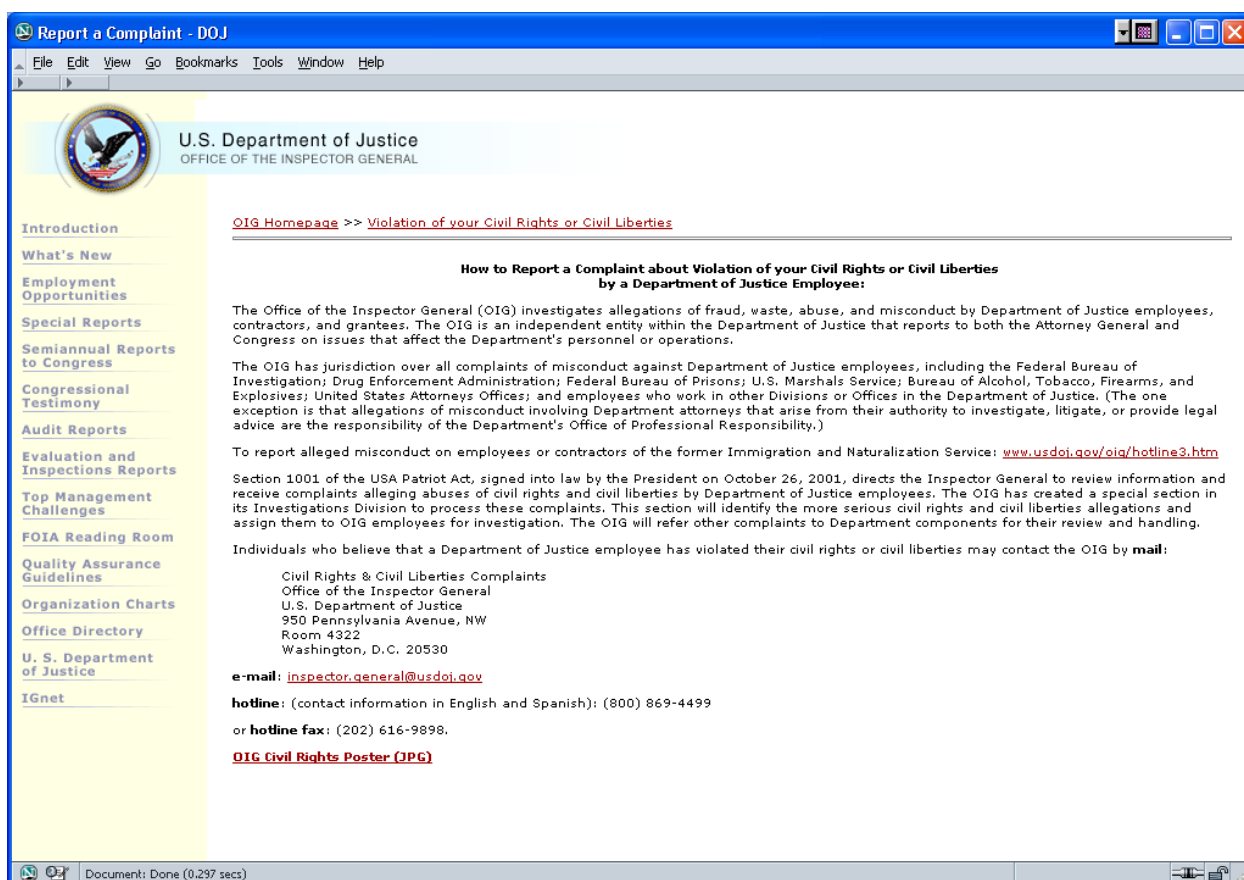 Report a Complaint - DOJ
File Edit View Go Bookmarks Tools Window Help
U.S. Department of Justice
OFFICE OF THE INSPECTOR GENERAL
Introduction
What's New
Employment
Opportunities
Special Reports
Semiannual Reports
to Congress
Congressional
Testimony
Audit Reports
Evaluation and
Inspections Reports
Top Management
Challenges
FOIA Reading Room
Quality Assurance
Guidelines
Organization Charts
Office Directory
U. S. Department
of Justice
IGnet
OIG Homepage >> Violation of your Civil Rights or Civil Liberties
How to Report a Complaint about Violation of your Civil Rights or Civil Liberties
by a Department of Justice Employee:
The Office of the Inspector General (OIG) investigates allegations of fraud, waste, abuse, and misconduct by Department of Justice employees,
contractors, and grantees. The OIG is an independent entity within the Department of Justice that reports to both the Attorney General and
Congress on issues that affect the Department's personnel or operations.
The OIG has jurisdiction over all complaints of misconduct against Department of Justice employees, including the Federal Bureau of
Investigation; Drug Enforcement Administration; Federal Bureau of Prisons; U.S. Marshals Service; Bureau of Alcohol, Tobacco, Firearms, and
Explosives; United States Attorneys Offices; and employees who work in other Divisions or Offices in the Department of Justice. (The one
exception is that allegations of misconduct involving Department attorneys that arise from their authority to investigate, litigate, or provide legal
advice are the responsibility of the Department's Office of Professional Responsibility.)
To report alleged misconduct on employees or contractors of the former Immigration and Naturalization Service: www.usdoj.gov/oig/hotline3.htm
Section 1001 of the USA Patriot Act, signed into law by the President on October 26, 2001, directs the Inspector General to review information and
receive complaints alleging abuses of civil rights and civil liberties by Department of Justice employees. The OIG has created a special section in
its Investigations Division to process these complaints. This section will identify the more serious civil rights and civil liberties allegations and
assign them to OIG employees for investigation. The OIG will refer other complaints to Department components for their review and handling.
Individuals who believe that a Department of Justice employee has violated their civil rights or civil liberties may contact the OIG by mail:
Civil Rights & Civil Liberties Complaints
Office of the Inspector General
U.S. Department of Justice
950 Pennsylvania Avenue, NW
Room 4322
Washington, D.C. 20530
e-mail: inspector.general@usdoj.gov
hotline: (contact information in English and Spanish): (800) 869-4499
or hotline fax: (202) 616-9898.
OIG Civil Rights Poster (JPG)
Document: Done (0.297 secs)